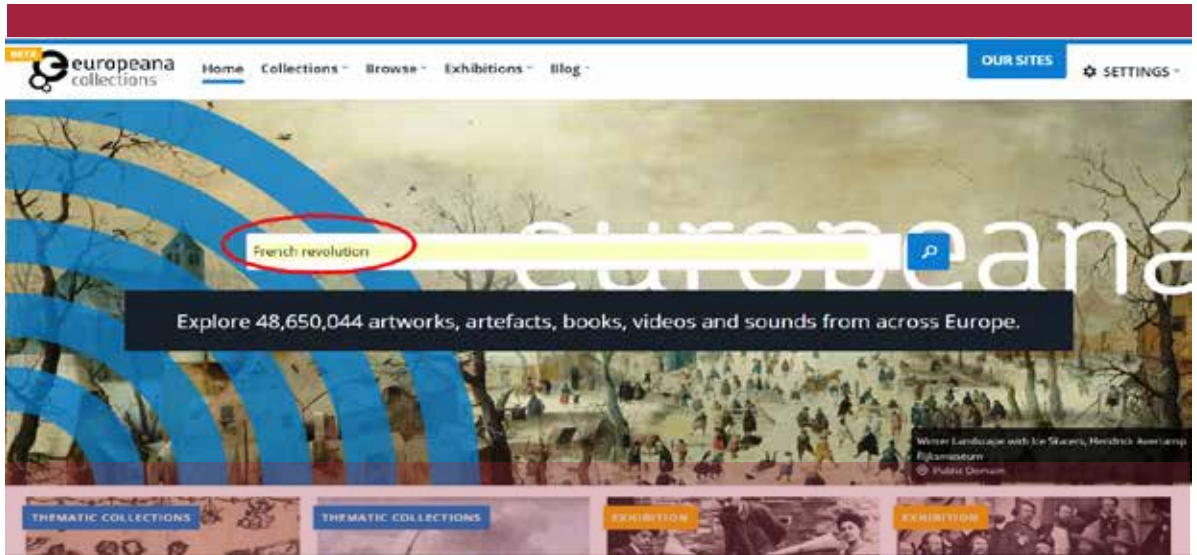 BETA
europeana
collections
Home Collections Browse Exhibitions Blog
OUR SITES
SETTINGS
europeana
French revolution
Explore 48,650,044 artworks, artefacts, books, videos and sounds from across Europe.
Winter Landscape with Ice Skaters, Hendrick Avercamp
Rijksmuseum
Public Domain
THEMATIC COLLECTIONS
THEMATIC COLLECTIONS
EXHIBITION
EXHIBITION